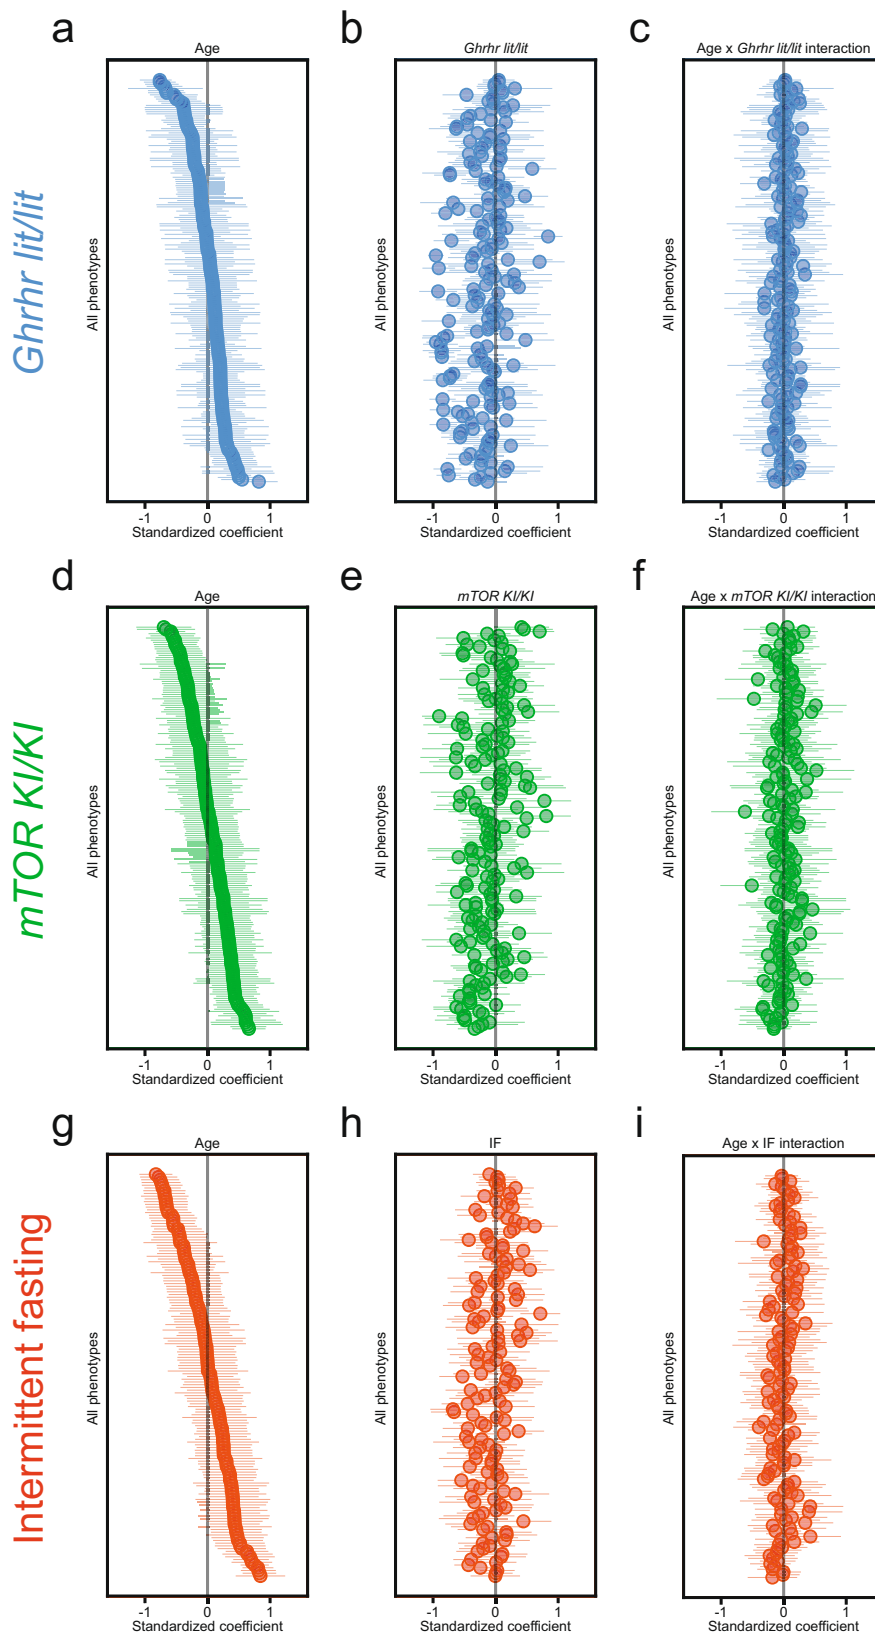 a
b
c
Age
Ghrhr lit/lit
Age x Ghrhr lit/lit interaction
Ghrhr lit/lit
All phenotypes
All phenotypes
All phenotypes
-1 0 1
-1 0 1
-1 0 1
Standardized coefficient
Standardized coefficient
Standardized coefficient
d
e
f
Age
mTOR KI/KI
Age x mTOR KI/KI interaction
mTOR KI/KI
All phenotypes
All phenotypes
All phenotypes
-1 0 1
-1 0 1
-1 0 1
Standardized coefficient
Standardized coefficient
Standardized coefficient
g
h
i
Age
IF
Age x IF interaction
Intermittent fasting
All phenotypes
All phenotypes
All phenotypes
-1 0 1
-1 0 1
-1 0 1
Standardized coefficient
Standardized coefficient
Standardized coefficient